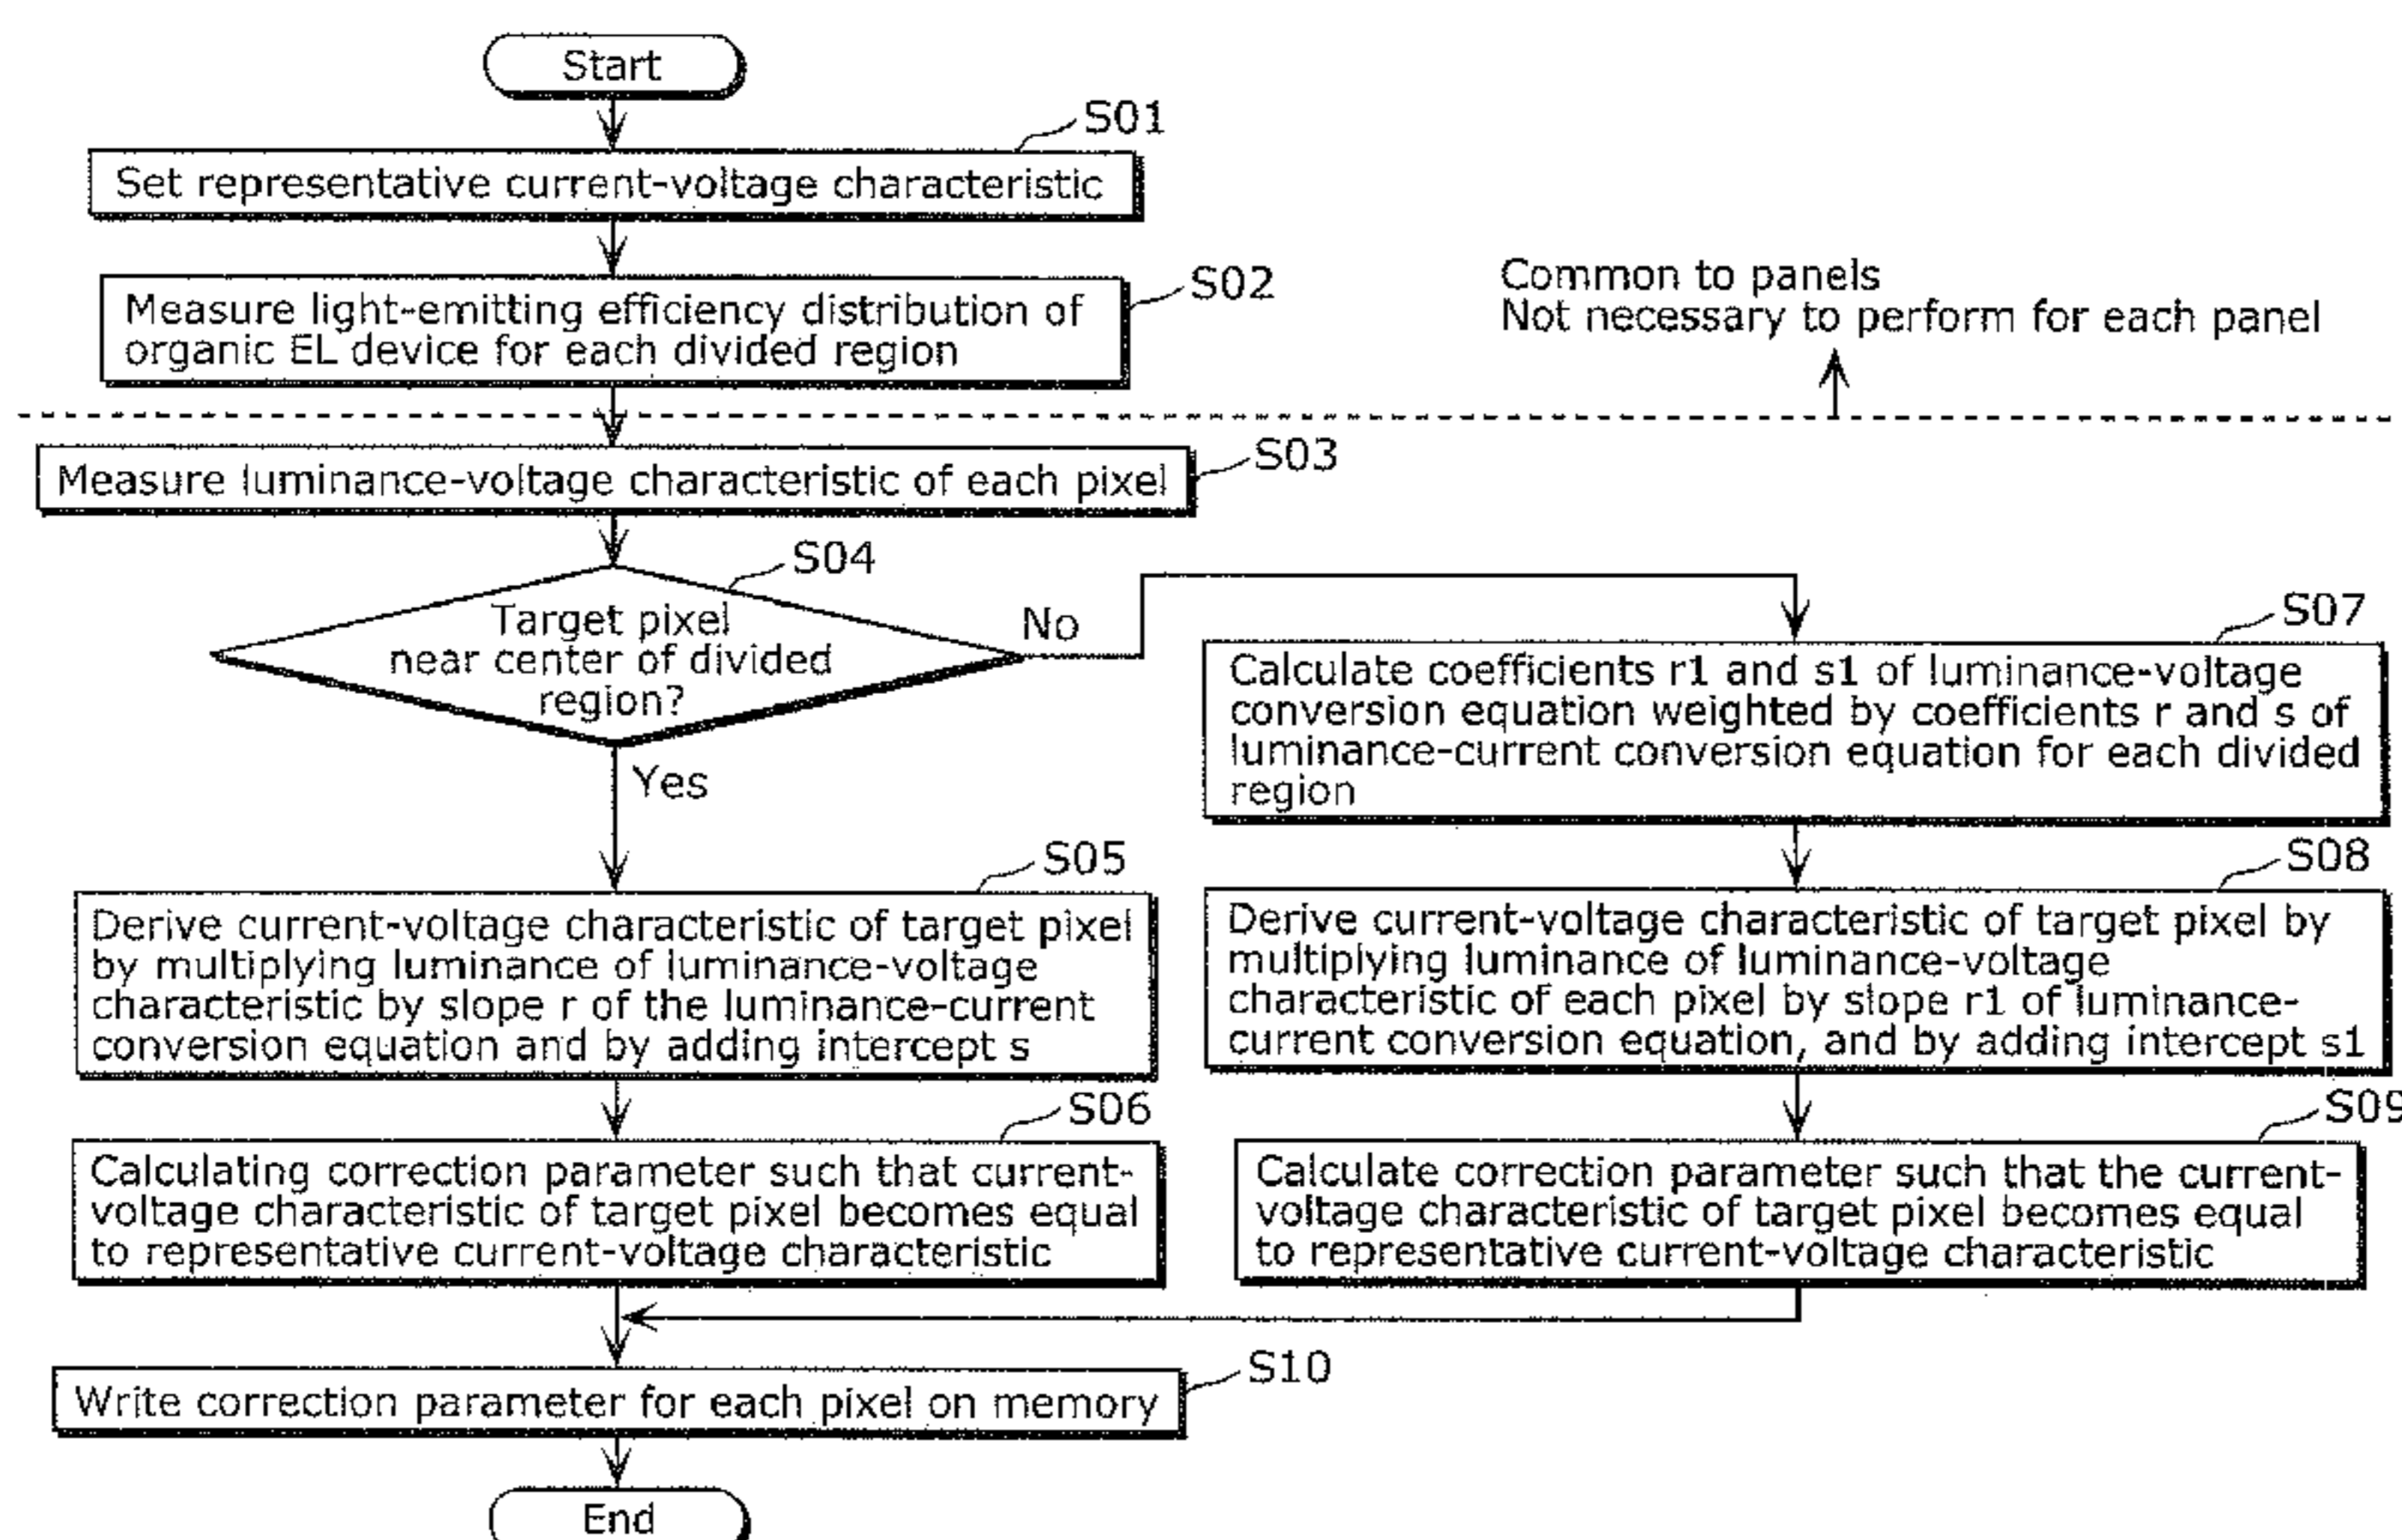 Start
S01
Set representative current-voltage characteristic
S02
Measure light-emitting efficiency distribution of
organic EL device for each divided region
Common to panels
Not necessary to perform for each panel
S03
Measure luminance-voltage characteristic of each pixel
S04
Target pixel
near center of divided
region?
No
Yes
S07
Calculate coefficients r1 and s1 of luminance-voltage
conversion equation weighted by coefficients r and s of
luminance-current conversion equation for each divided
region
S05
Derive current-voltage characteristic of target pixel
by multiplying luminance of luminance-voltage
characteristic by slope r of the luminance-current
conversion equation and by adding intercept s
S08
Derive current-voltage characteristic of target pixel by
multiplying luminance of luminance-voltage
characteristic of each pixel by slope r1 of luminance-
current conversion equation, and by adding intercept s1
S06
Calculating correction parameter such that current-
voltage characteristic of target pixel becomes equal
to representative current-voltage characteristic
S09
Calculate correction parameter such that the current-
voltage characteristic of target pixel becomes equal
to representative current-voltage characteristic
S10
Write correction parameter for each pixel on memory
End